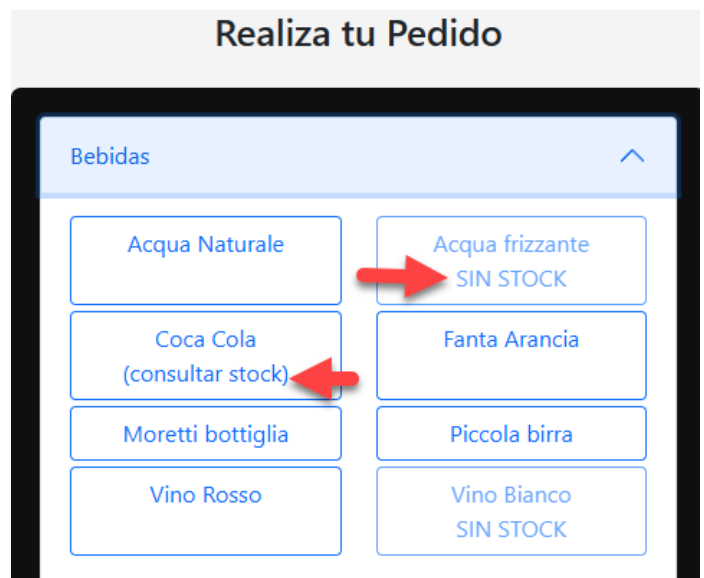 Realiza tu Pedido
Bebidas
Acqua Naturale
Acqua frizzante
SIN STOCK
Coca Cola
(consultar stock)
Fanta Arancia
Moretti bottiglia
Piccola birra
Vino Rosso
Vino Bianco
SIN STOCK